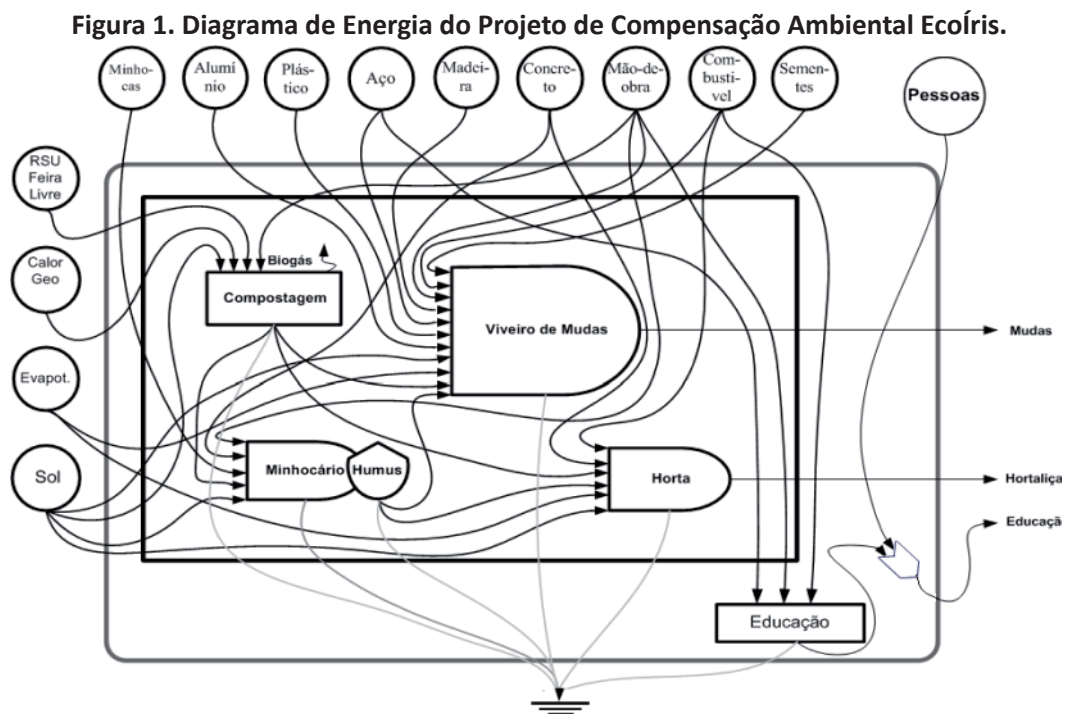 Figura 1. Diagrama de Energia do Projeto de Compensação Ambiental EcoÍris.
Minho-
cas
Alumí
nio
Plás-
tico
Aço
Madei-
ra
Concre-
to
Mão-de-
obra
Com-
bustí-
vel
Semen-
tes
Pessoas
RSU
Feira
Livre
Calor
Geo
Evapot.
Sol
Biogás
Compostagem
Viveiro de Mudas
Mudas
Minhocário
Humus
Horta
Hortaliça
Educaçã
Educação